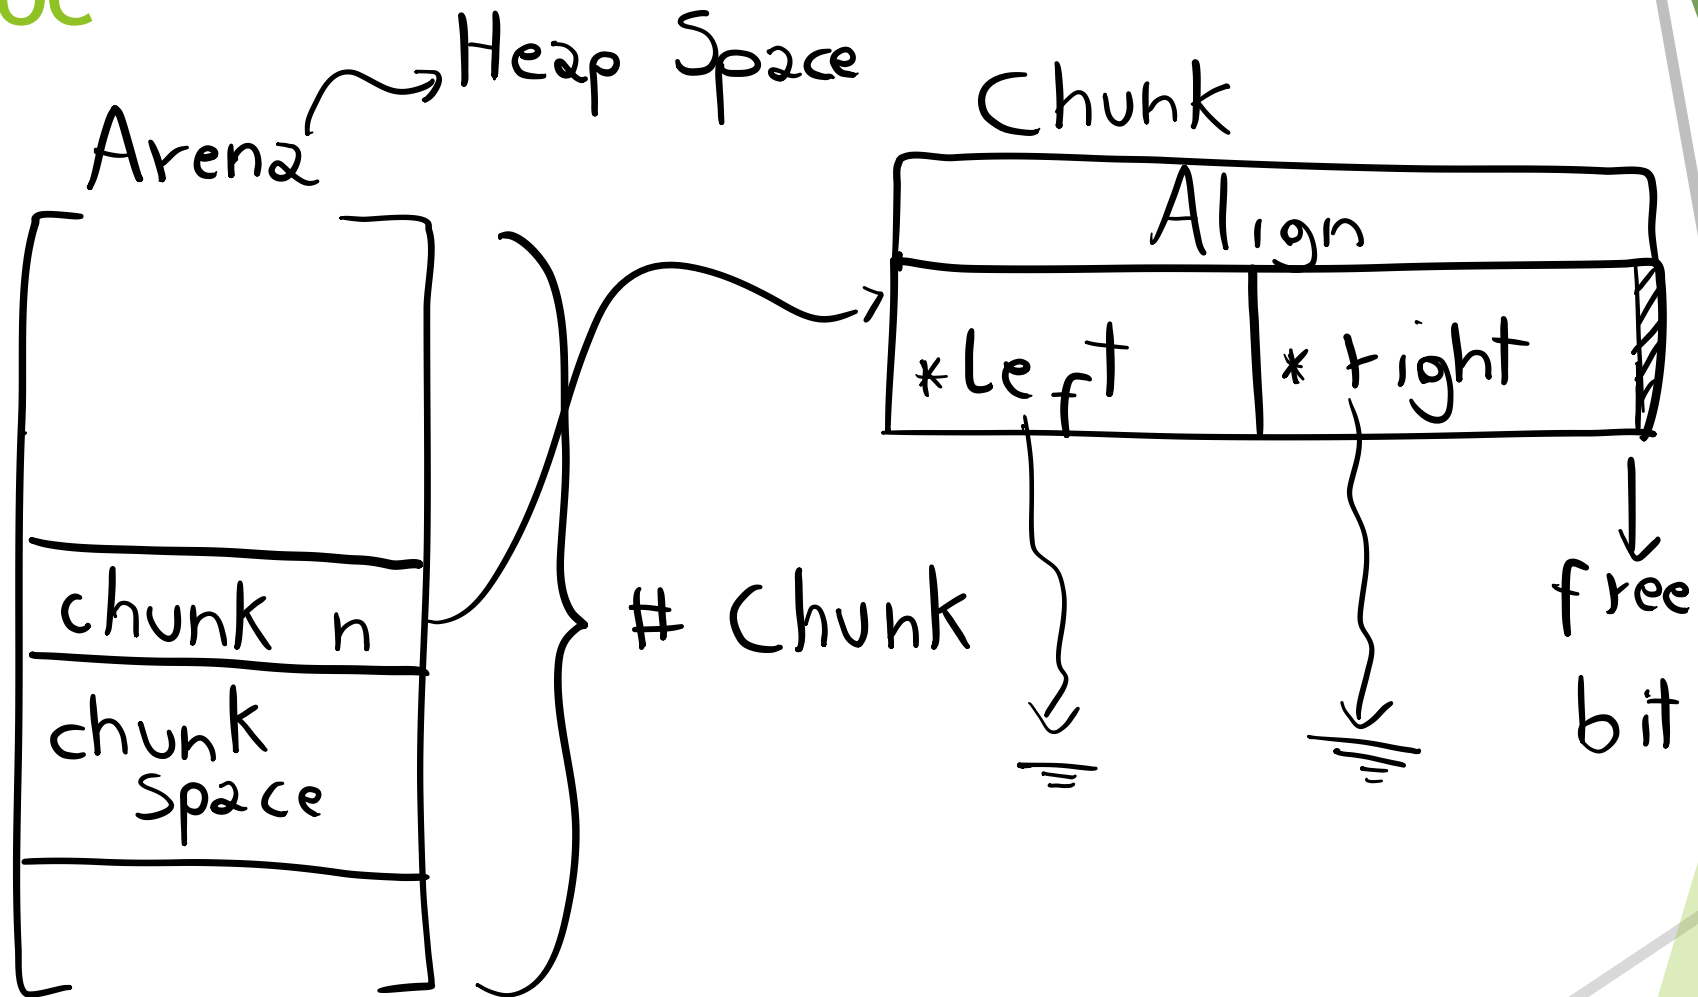 Heap Space
Arena
Chunk
Align
*left
* right
chunk n
# Chunk
free
bit
chunk
space